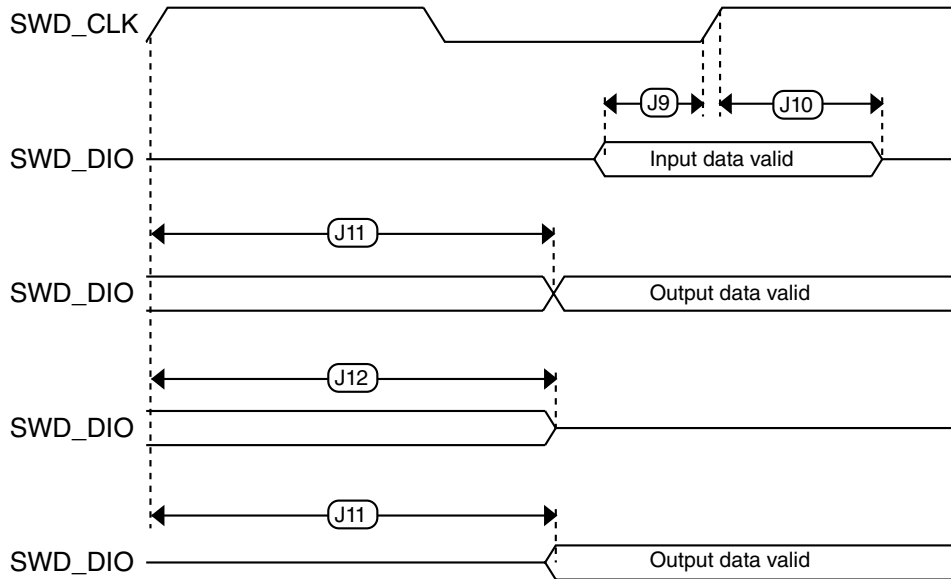 SWD_CLK
J9
J10
SWD_DIO
Input data valid
J11
SWD_DIO
Output data valid
J12
SWD_DIO
J11
SWD_DIO
Output data valid